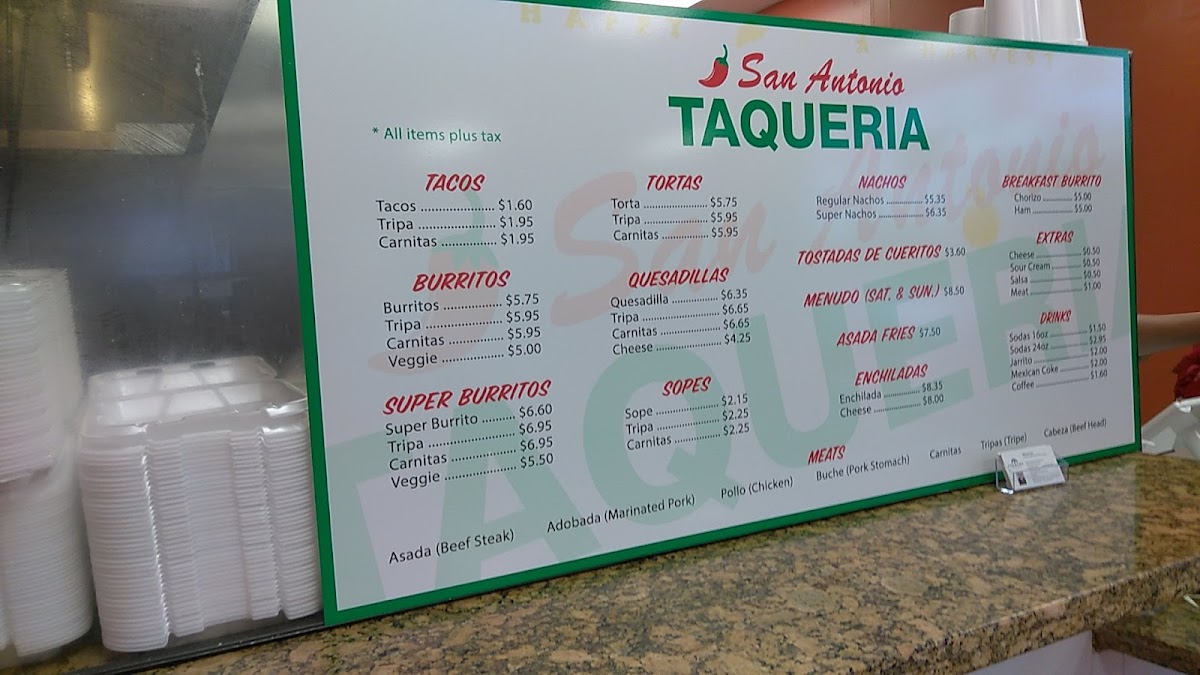 HAPPY HARVEST
San Antonio
TAQUERIA
* All items plus tax
TACOS
Tacos ................... $1.60
Tripa .................... $1.95
Carnitas ............... $1.95
BURRITOS
Burritos ................ $5.75
Tripa .................... $5.95
Carnitas ............... $5.95
Veggie ................. $5.00
SUPER BURRITOS
Super Burrito ......... $6.60
Tripa ...................... $6.95
Carnitas ................. $6.95
Veggie ................... $5.50
TORTAS
Torta ...................... $5.75
Tripa ...................... $5.95
Carnitas ................ $5.95
QUESADILLAS
Quesadilla ............. $6.35
Tripa ...................... $6.65
Carnitas ................. $6.65
Cheese ................... $4.25
SOPES
Sope ..................... $2.15
Tripa ..................... $2.25
Carnitas ............... $2.25
NACHOS
Regular Nachos ............... $5.35
Super Nachos .................. $6.35
TOSTADAS DE CUERITOS $3.60
MENUDO (SAT. & SUN.) $8.50
ASADA FRIES $7.50
ENCHILADAS
Enchilada ................ $8.35
Cheese .................... $8.00
BREAKFAST BURRITO
Chorizo ............ $5.00
Ham ................. $5.00
EXTRAS
Cheese .................... $0.50
Sour Cream ............. $0.50
Salsa ....................... $0.50
Meat ....................... $1.00
DRINKS
Sodas 16oz .............. $1.50
Sodas 24oz .............. $2.95
Jarrito ..................... $2.00
Mexican Coke .......... $2.00
Coffee ..................... $1.60
MEATS
Asada (Beef Steak) Adobada (Marinated Pork) Pollo (Chicken) Buche (Pork Stomach) Carnitas Tripas (Tripe) Cabeza (Beef Head)
San Antonio
TAQUERIA